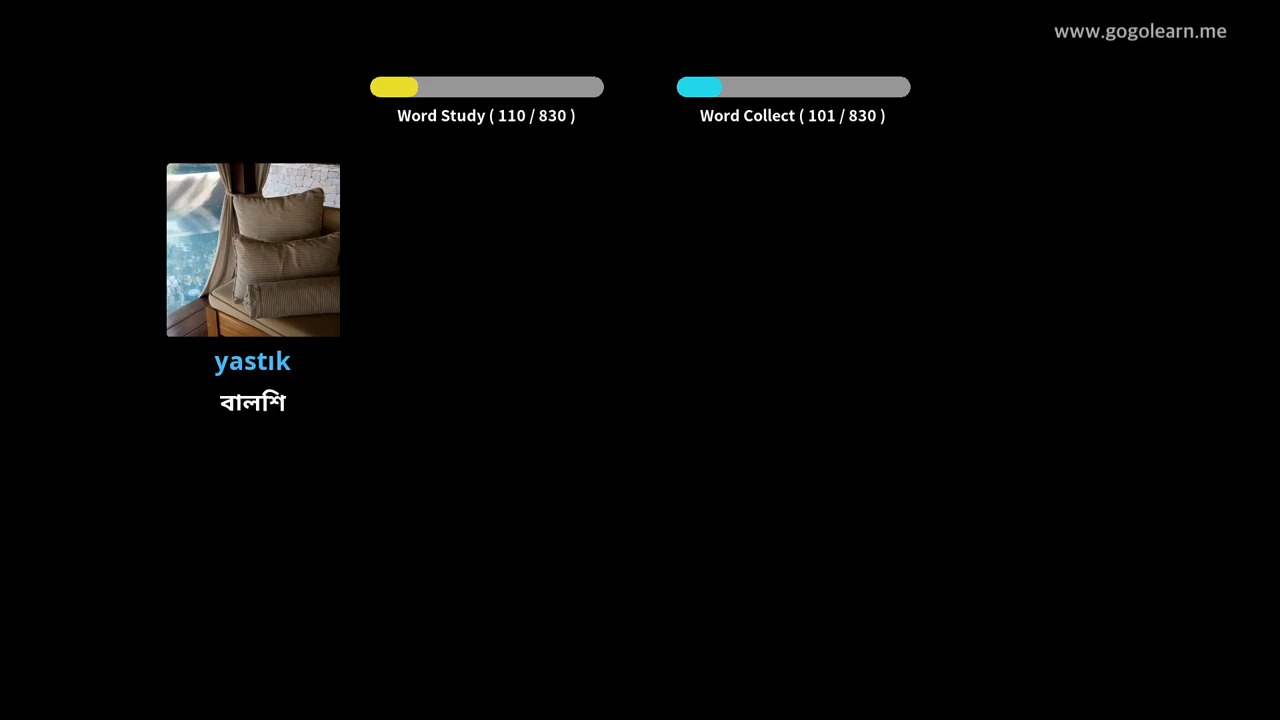 www.gogolearn.me
Word Study ( 110 / 830 )
Word Collect ( 101 / 830 )
yastık
বালশি